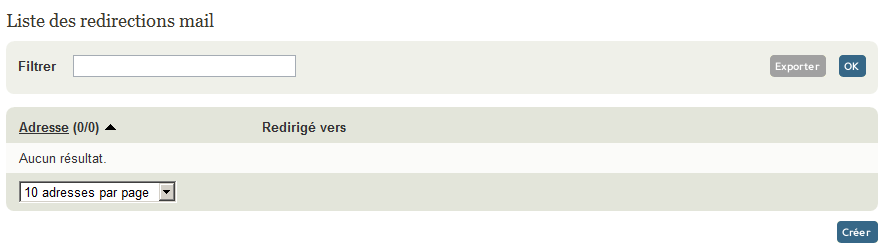 Liste des redirections mail
Filtrer Exporter OK
Adresse (0/0) Redirigé vers
Aucun résultat.
10 adresses par page
Créer